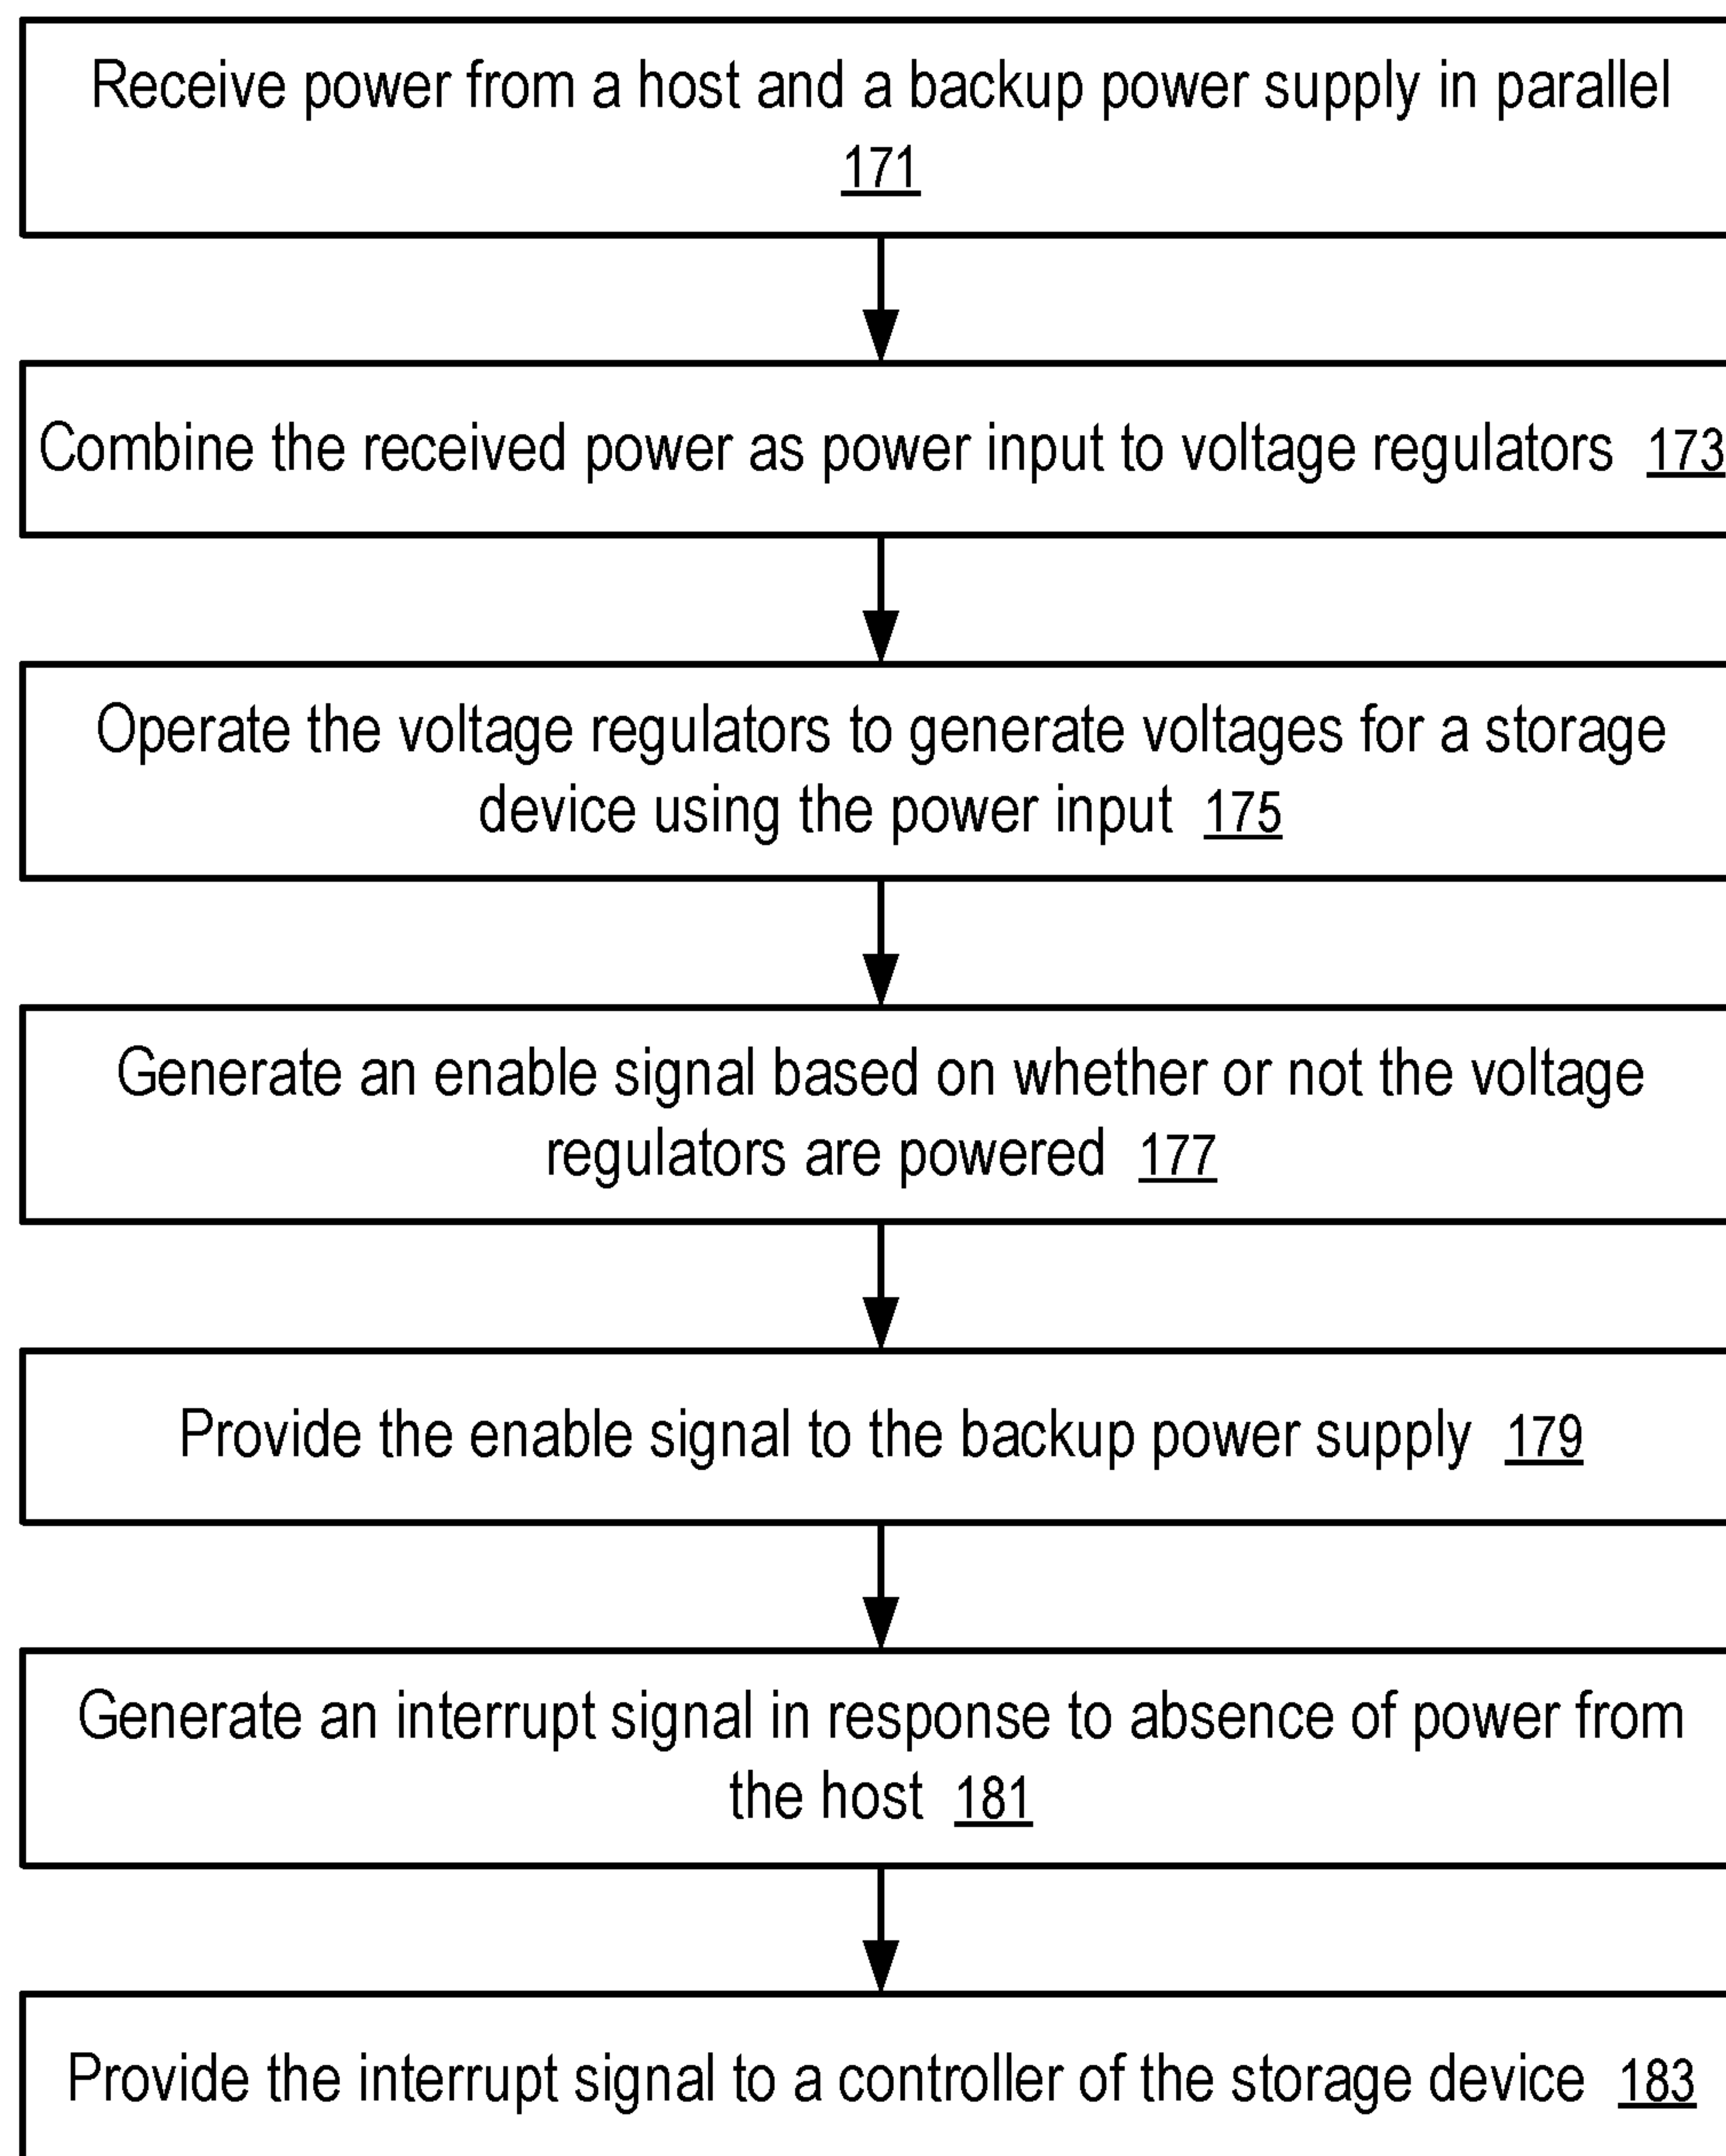 Receive power from a host and a backup power supply in parallel
171
Combine the received power as power input to voltage regulators 173
Operate the voltage regulators to generate voltages for a storage
device using the power input 175
Generate an enable signal based on whether or not the voltage
regulators are powered 177
Provide the enable signal to the backup power supply 179
Generate an interrupt signal in response to absence of power from
the host 181
Provide the interrupt signal to a controller of the storage device 183